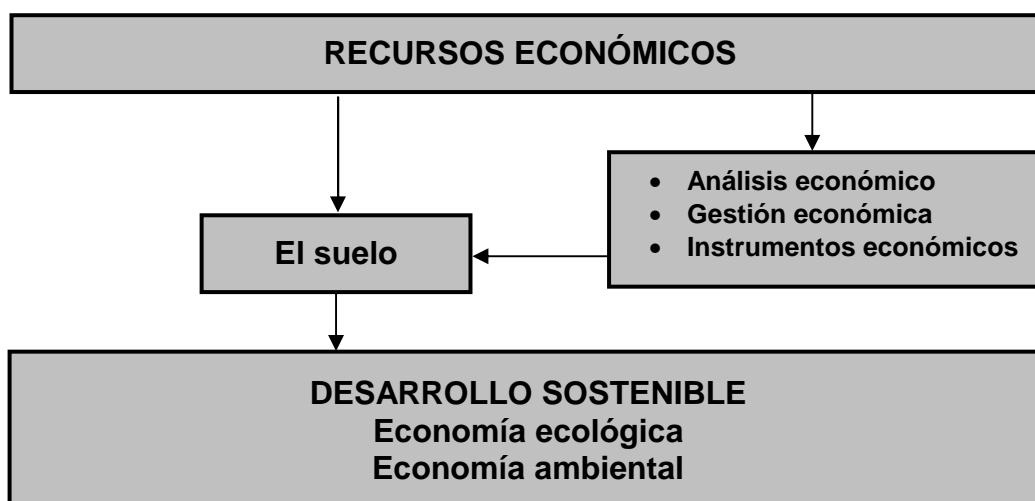 RECURSOS ECONÓMICOS
• Análisis económico
• Gestión económica
• Instrumentos económicos
El suelo
DESARROLLO SOSTENIBLE
Economía ecológica
Economía ambiental